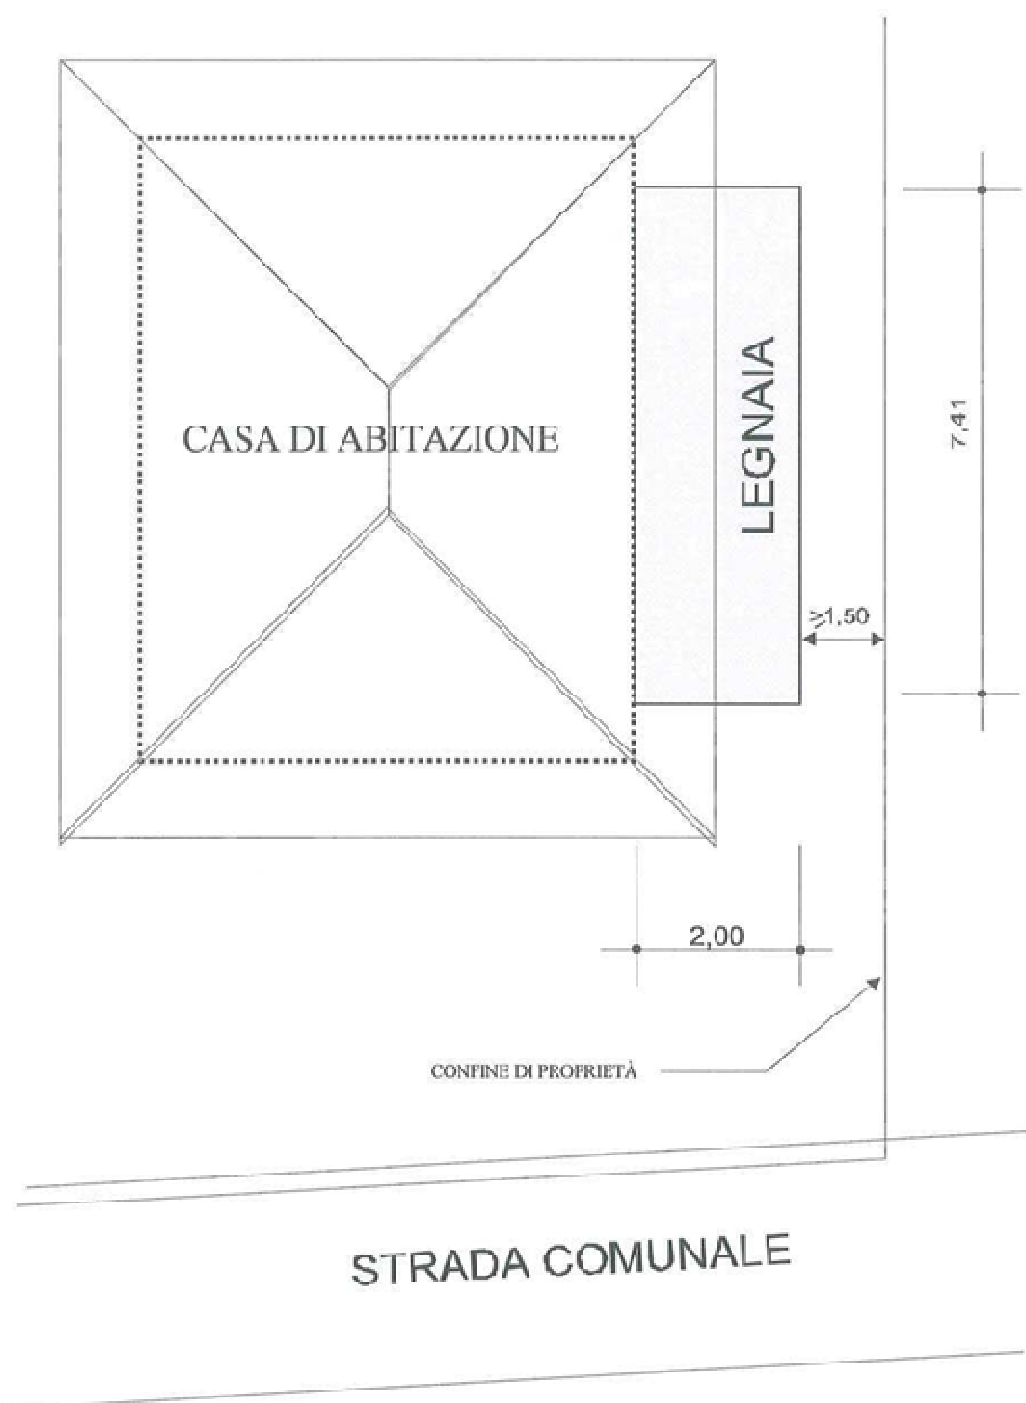 CASA DI ABITAZIONE
LEGNAIA
7,41
≥1,50
2,00
CONFINE DI PROPRIETÀ
STRADA COMUNALE